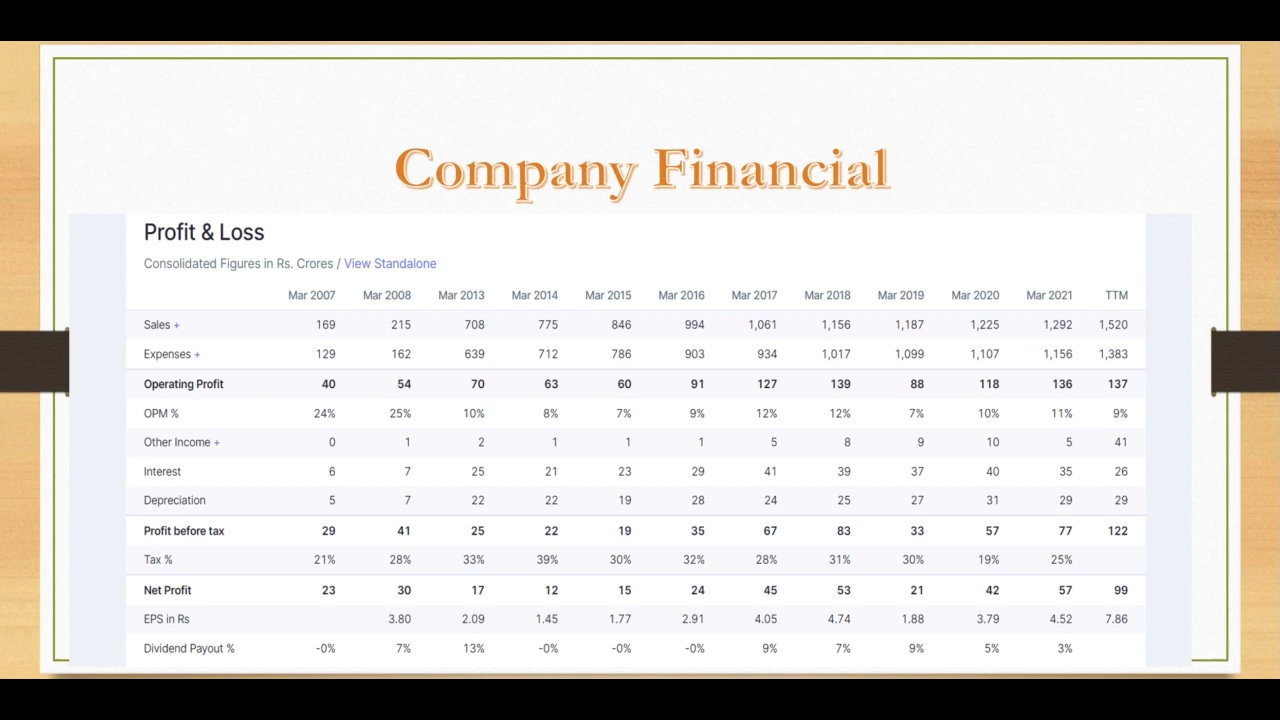 Company Financial
Profit & Loss
Consolidated Figures in Rs. Crores / View Standalone
Mar 2007 Mar 2008 Mar 2013 Mar 2014 Mar 2015 Mar 2016 Mar 2017 Mar 2018 Mar 2019 Mar 2020 Mar 2021 TTM
Sales + 169 215 708 775 846 994 1,061 1,156 1,187 1,225 1,292 1,520
Expenses + 129 162 639 712 786 903 934 1,017 1,099 1,107 1,156 1,383
Operating Profit 40 54 70 63 60 91 127 139 88 118 136 137
OPM % 24% 25% 10% 8% 7% 9% 12% 12% 7% 10% 11% 9%
Other Income + 0 1 2 1 1 1 5 8 9 10 5 41
Interest 6 7 25 21 23 29 41 39 37 40 35 26
Depreciation 5 7 22 22 19 28 24 25 27 31 29 29
Profit before tax 29 41 25 22 19 35 67 83 33 57 77 122
Tax % 21% 28% 33% 39% 30% 32% 28% 31% 30% 19% 25%
Net Profit 23 30 17 12 15 24 45 53 21 42 57 99
EPS in Rs 3.80 2.09 1.45 1.77 2.91 4.05 4.74 1.88 3.79 4.52 7.86
Dividend Payout % -0% 7% 13% -0% -0% -0% 9% 7% 9% 5% 3%